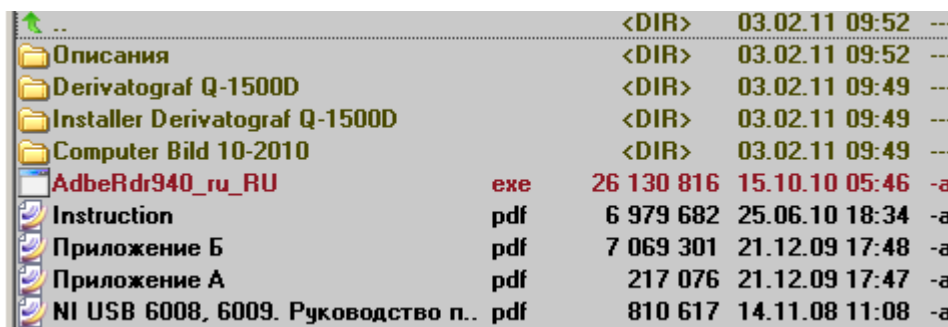 .. <DIR> 03.02.11 09:52 ---
Описания <DIR> 03.02.11 09:52 ---
Derivatograf Q-1500D <DIR> 03.02.11 09:49 ---
Installer Derivatograf Q-1500D <DIR> 03.02.11 09:49 ---
Computer Bild 10-2010 <DIR> 03.02.11 09:49 ---
AdbeRdr940_ru_RU exe 26 130 816 15.10.10 05:46 -a
Instruction pdf 6 979 682 25.06.10 18:34 -a
Приложение Б pdf 7 069 301 21.12.09 17:48 -a
Приложение А pdf 217 076 21.12.09 17:47 -a
NI USB 6008, 6009. Руководство п.. pdf 810 617 14.11.08 11:08 -a